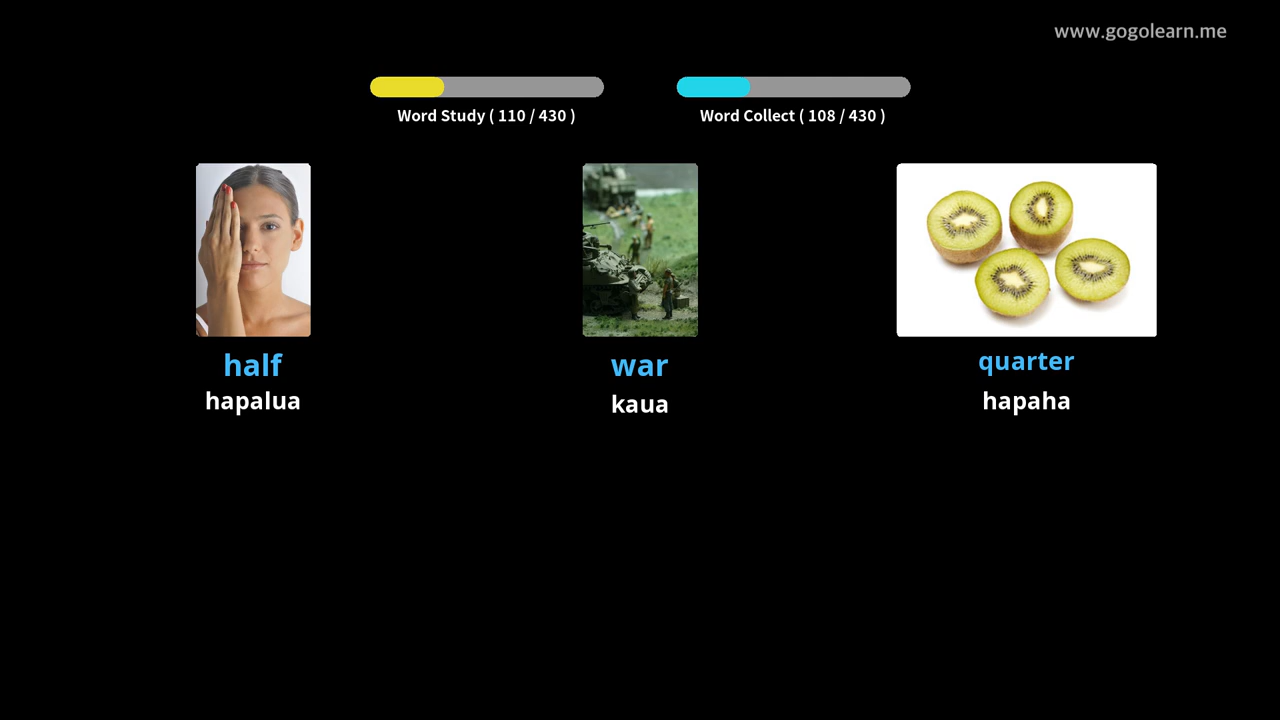 www.gogolearn.me
Word Study ( 110 / 430 )
Word Collect ( 108 / 430 )
half
hapalua
war
kaua
quarter
hapaha